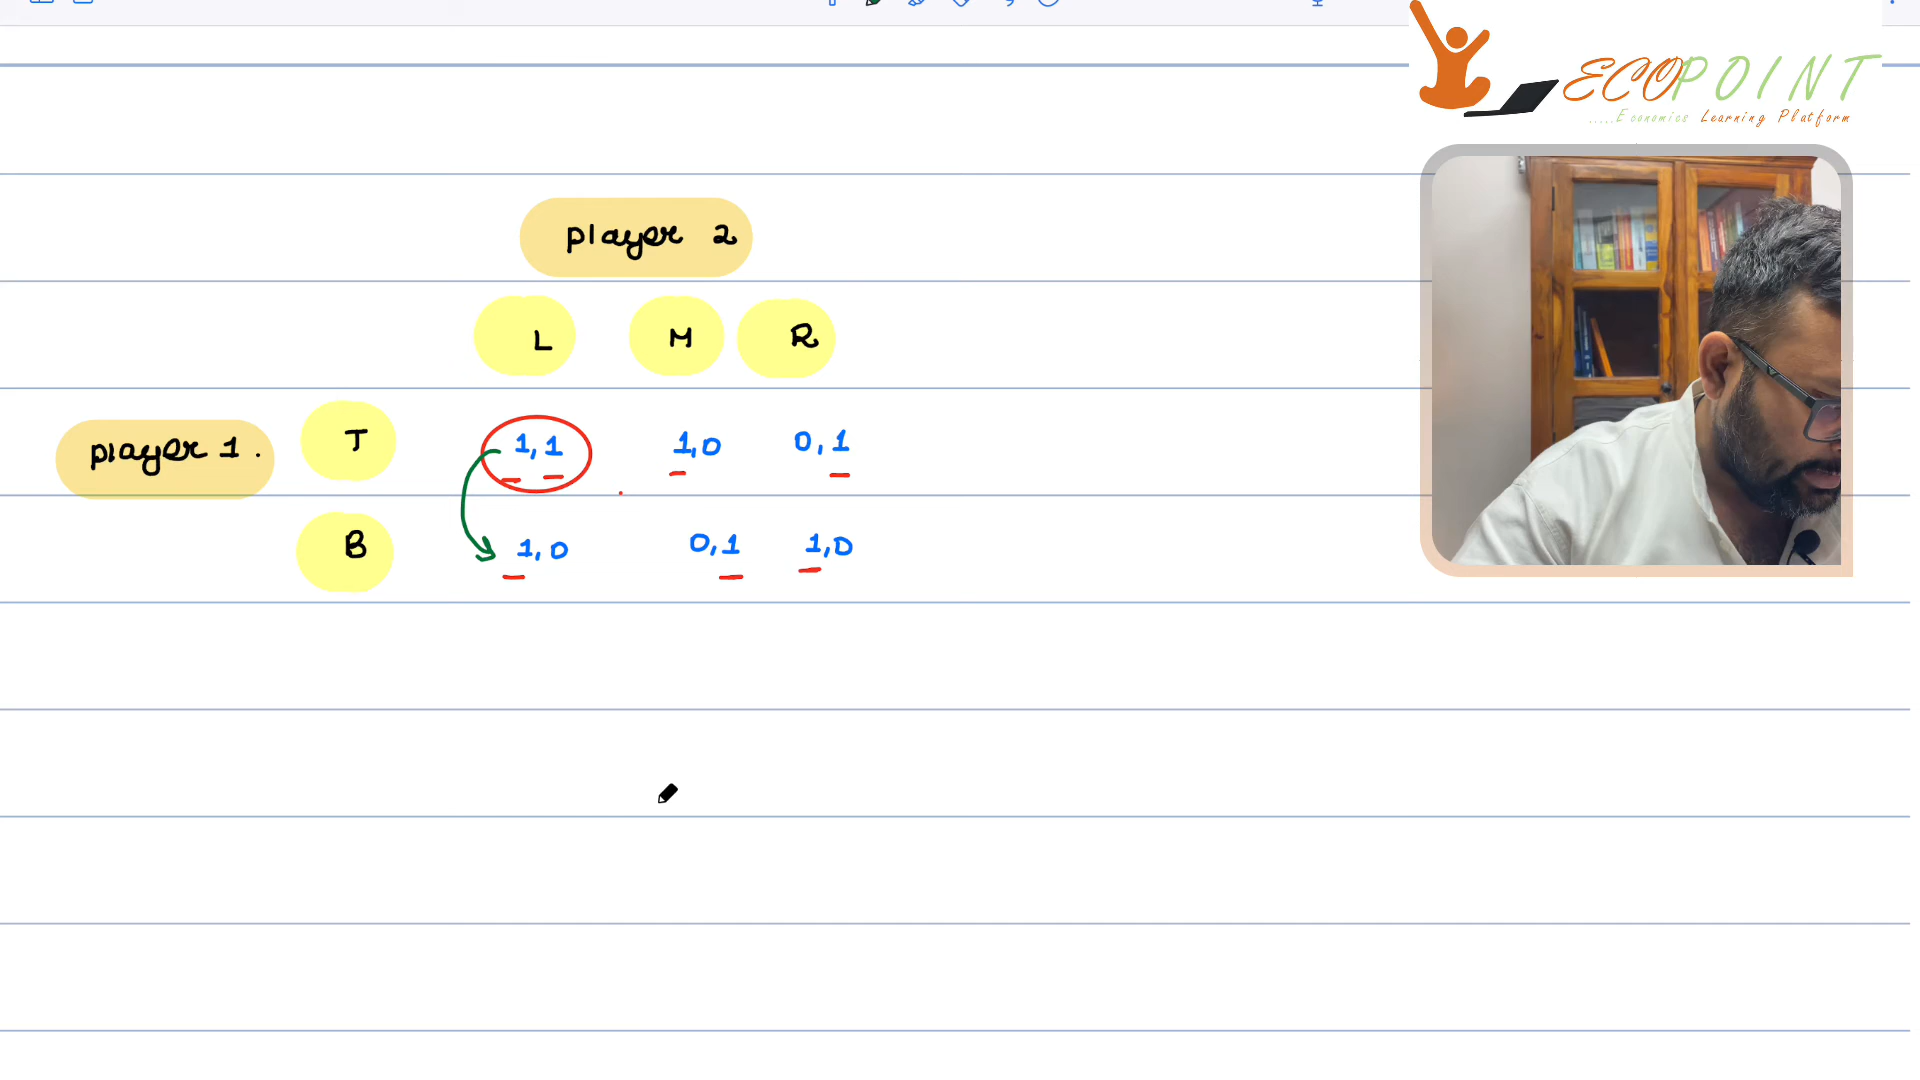 ECOPOINT
.....Economics Learning Platform
player 2
L M R
player 1. T 1, 1 1, 0 0, 1
B 1, 0 0, 1 1, 0